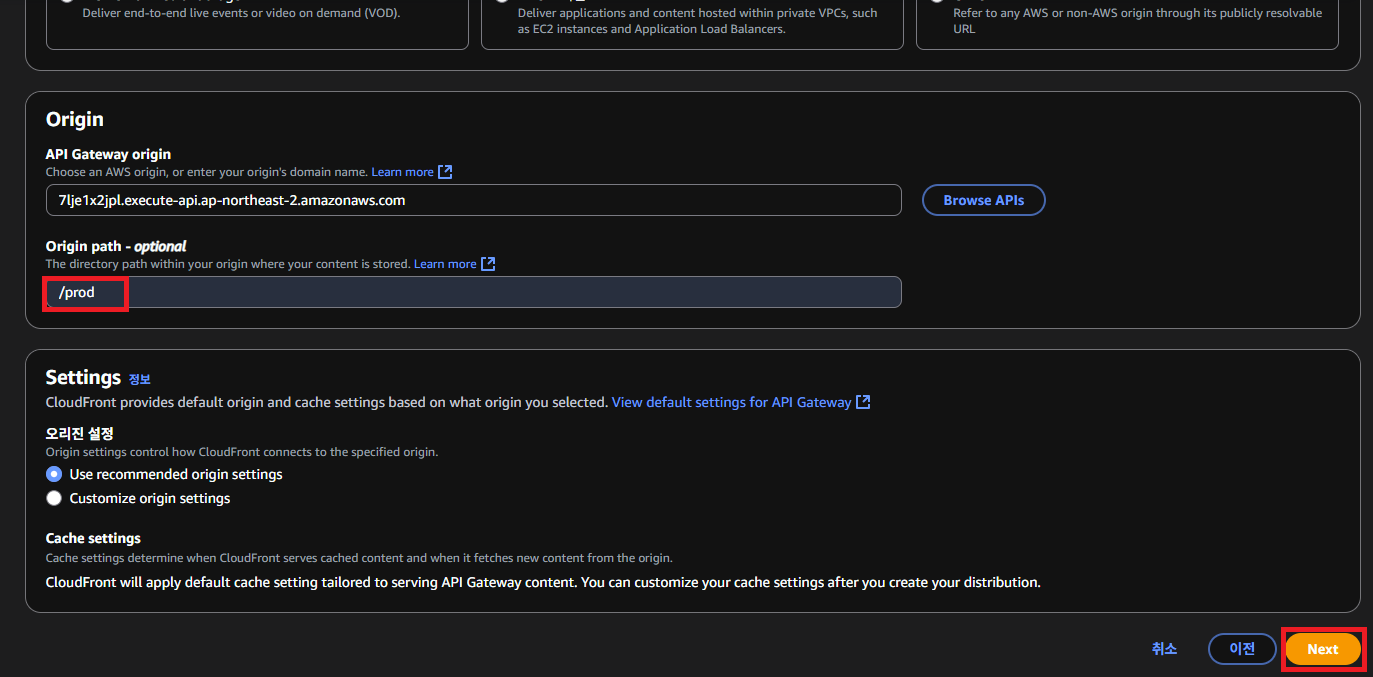 Deliver end-to-end live events or video on demand (VOD).
Deliver applications and content hosted within private VPCs, such
as EC2 instances and Application Load Balancers.
Refer to any AWS or non-AWS origin through its publicly resolvable
URL
Origin
API Gateway origin
Choose an AWS origin, or enter your origin's domain name. Learn more
7lje1x2jpl.execute-api.ap-northeast-2.amazonaws.com
Browse APIs
Origin path - optional
The directory path within your origin where your content is stored. Learn more
/prod
Settings 정보
CloudFront provides default origin and cache settings based on what origin you selected. View default settings for API Gateway
오리진 설정
Origin settings control how CloudFront connects to the specified origin.
Use recommended origin settings
Customize origin settings
Cache settings
Cache settings determine when CloudFront serves cached content and when it fetches new content from the origin.
CloudFront will apply default cache setting tailored to serving API Gateway content. You can customize your cache settings after you create your distribution.
취소
이전
Next